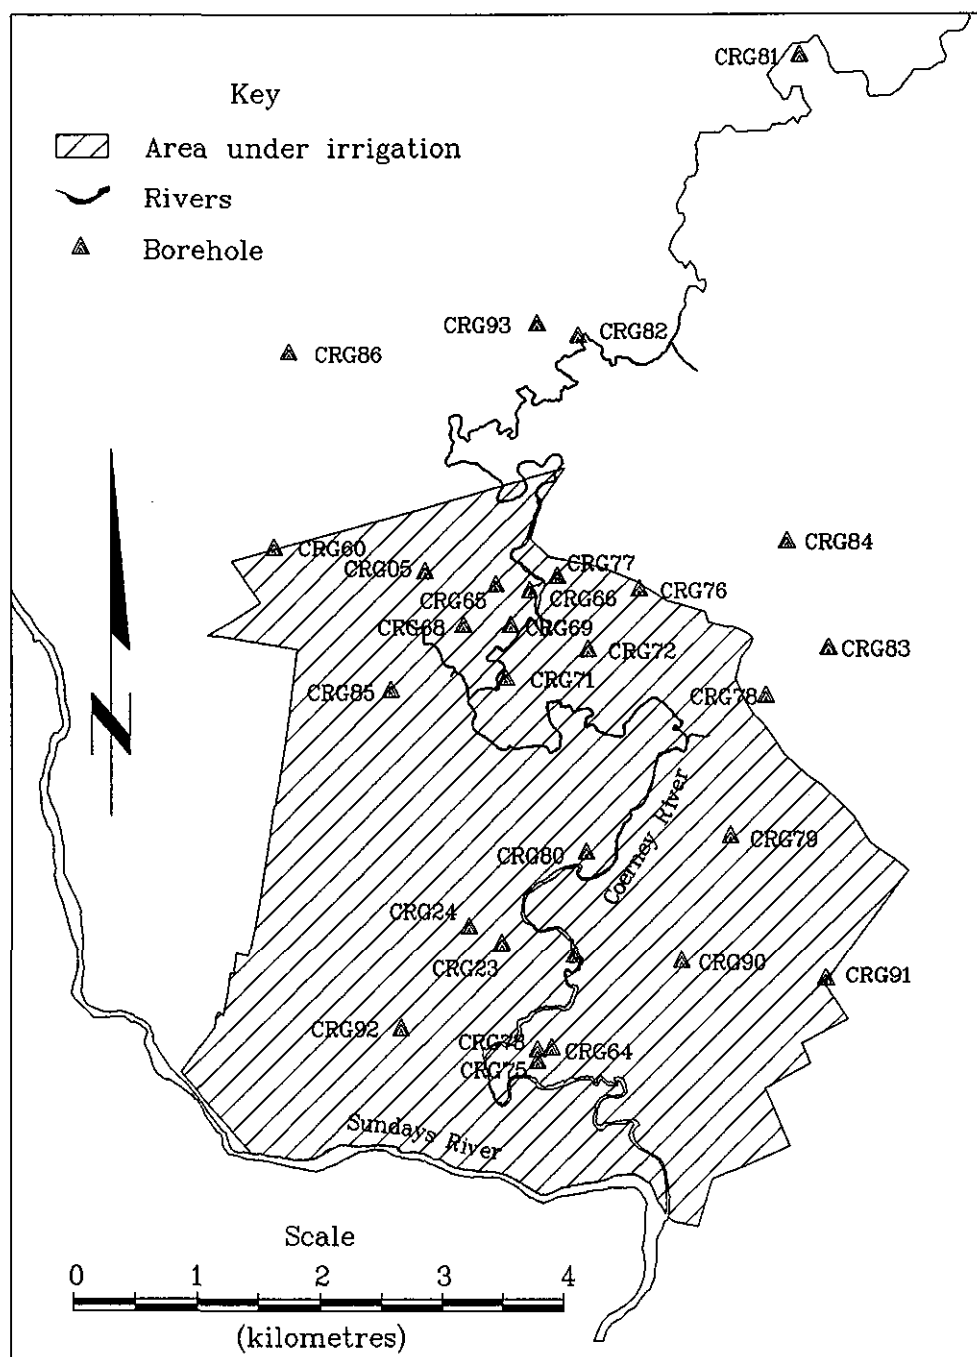 CRG81
Key
Area under irrigation
Rivers
Borehole
CRG93
CRG82
CRG86
CRG84
CRG60
CRG77
CRG05
CRG65
CRG66
CRG76
CRG68
CRG69
CRG72
CRG83
CRG71
CRG85
CRG78
Coerney River
CRG79
CRG80
CRG24
CRG23
CRG90
CRG91
CRG92
CRG64
CRG75
Sundays River
N
Scale
0 1 2 3 4
(kilometres)